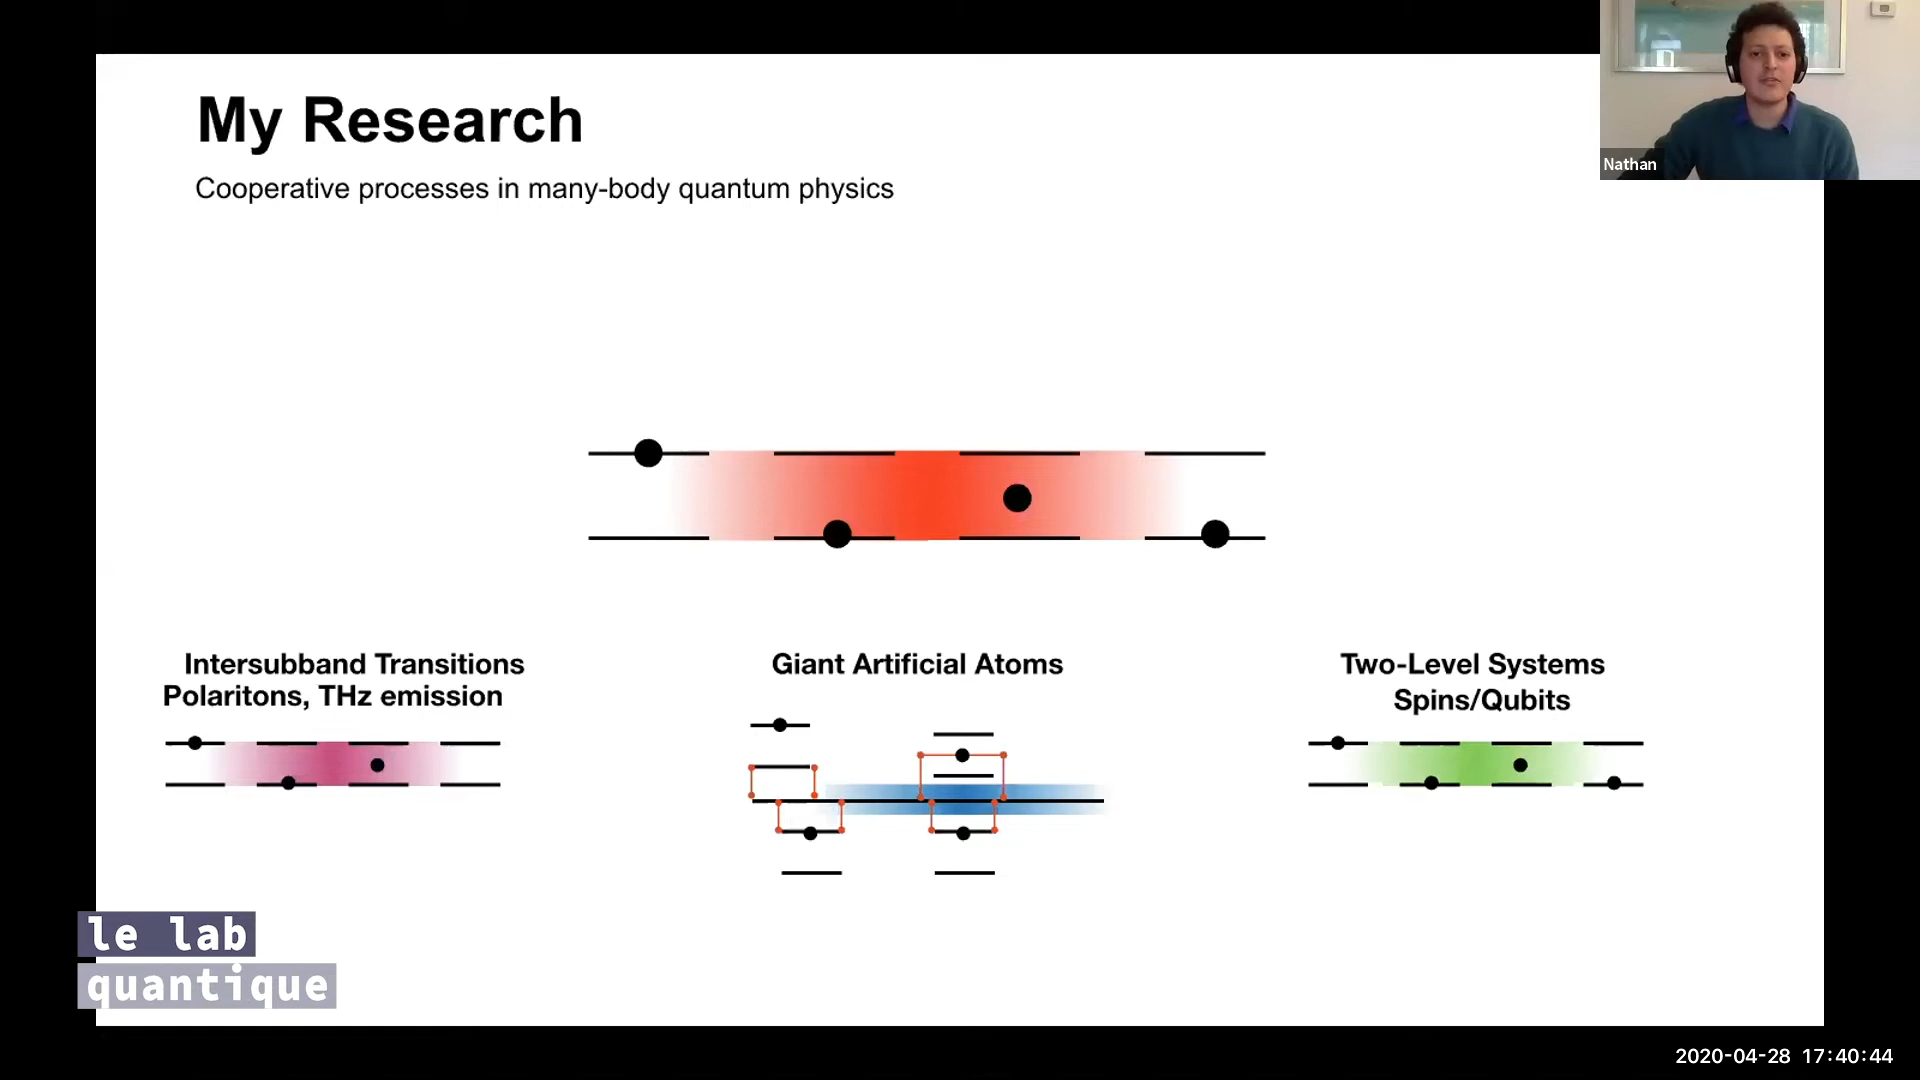 My Research
Cooperative processes in many-body quantum physics
Nathan
Intersubband Transitions
Polaritons, THz emission
Giant Artificial Atoms
Two-Level Systems
Spins/Qubits
le lab
quantique
2020-04-28 17:40:44